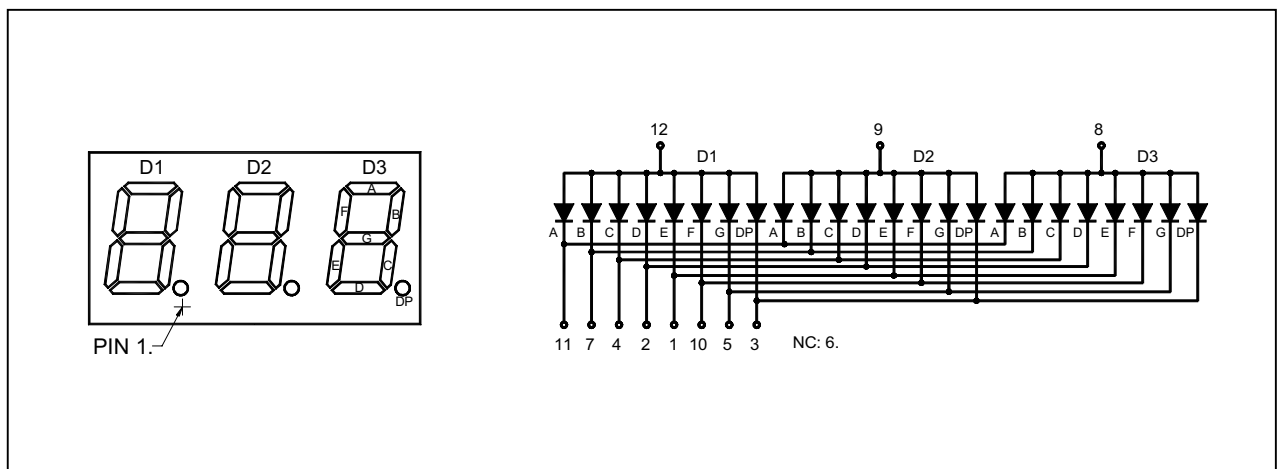 D1 D2 D3
A
F B
G
E C
D
DP
PIN 1.
12 9 8
D1 D2 D3
A B C D E F G DP A B C D E F G DP A B C D E F G DP
11 7 4 2 1 10 5 3 NC: 6.